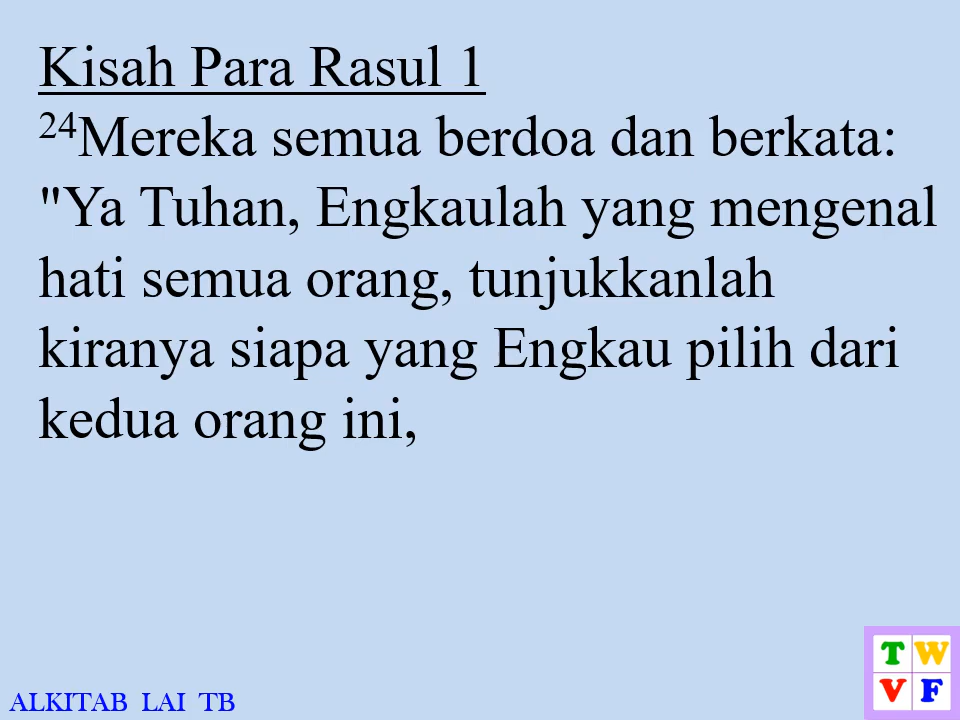 Kisah Para Rasul 1
24Mereka semua berdoa dan berkata:
"Ya Tuhan, Engkaulah yang mengenal
hati semua orang, tunjukkanlah
kiranya siapa yang Engkau pilih dari
kedua orang ini,
ALKITAB LAI TB
T W
V F